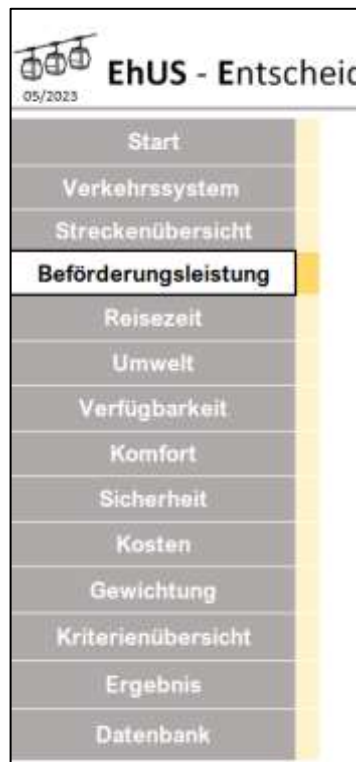 EhUS - Entscheid
05/2023
Start
Verkehrssystem
Streckenübersicht
Beförderungsleistung
Reisezeit
Umwelt
Verfügbarkeit
Komfort
Sicherheit
Kosten
Gewichtung
Kriterienübersicht
Ergebnis
Datenbank